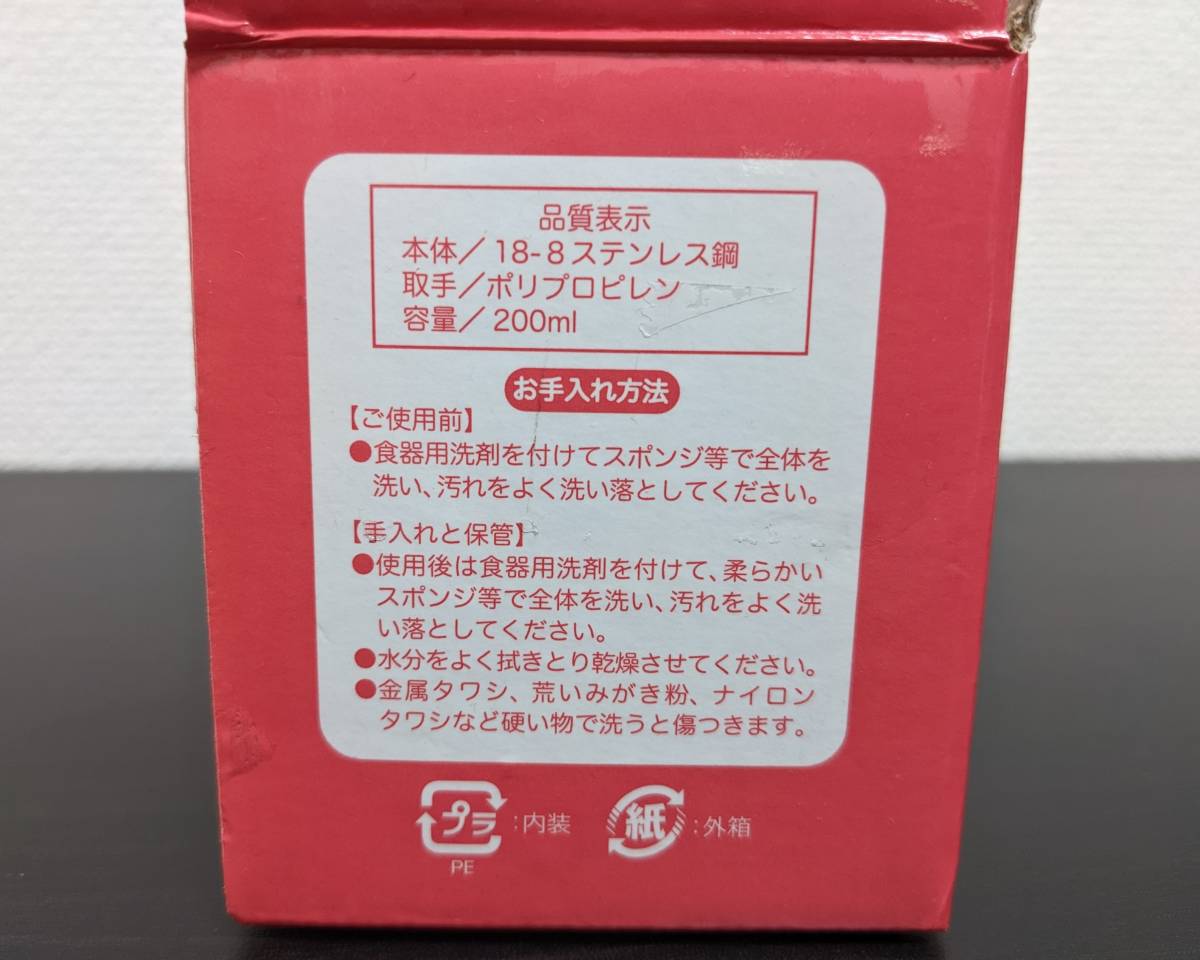 品質表示
本体／18-8ステンレス鋼
取手／ポリプロピレン
容量／200ml
お手入れ方法
【ご使用前】
●食器用洗剤を付けてスポンジ等で全体を
洗い、汚れをよく洗い落としてください。
【手入れと保管】
●使用後は食器用洗剤を付けて、柔らかい
スポンジ等で全体を洗い、汚れをよく洗
い落としてください。
●水分をよく拭きとり乾燥させてください。
●金属タワシ、荒いみがき粉、ナイロン
タワシなど硬い物で洗うと傷つきます。
プラ：内装 紙：外箱
PE